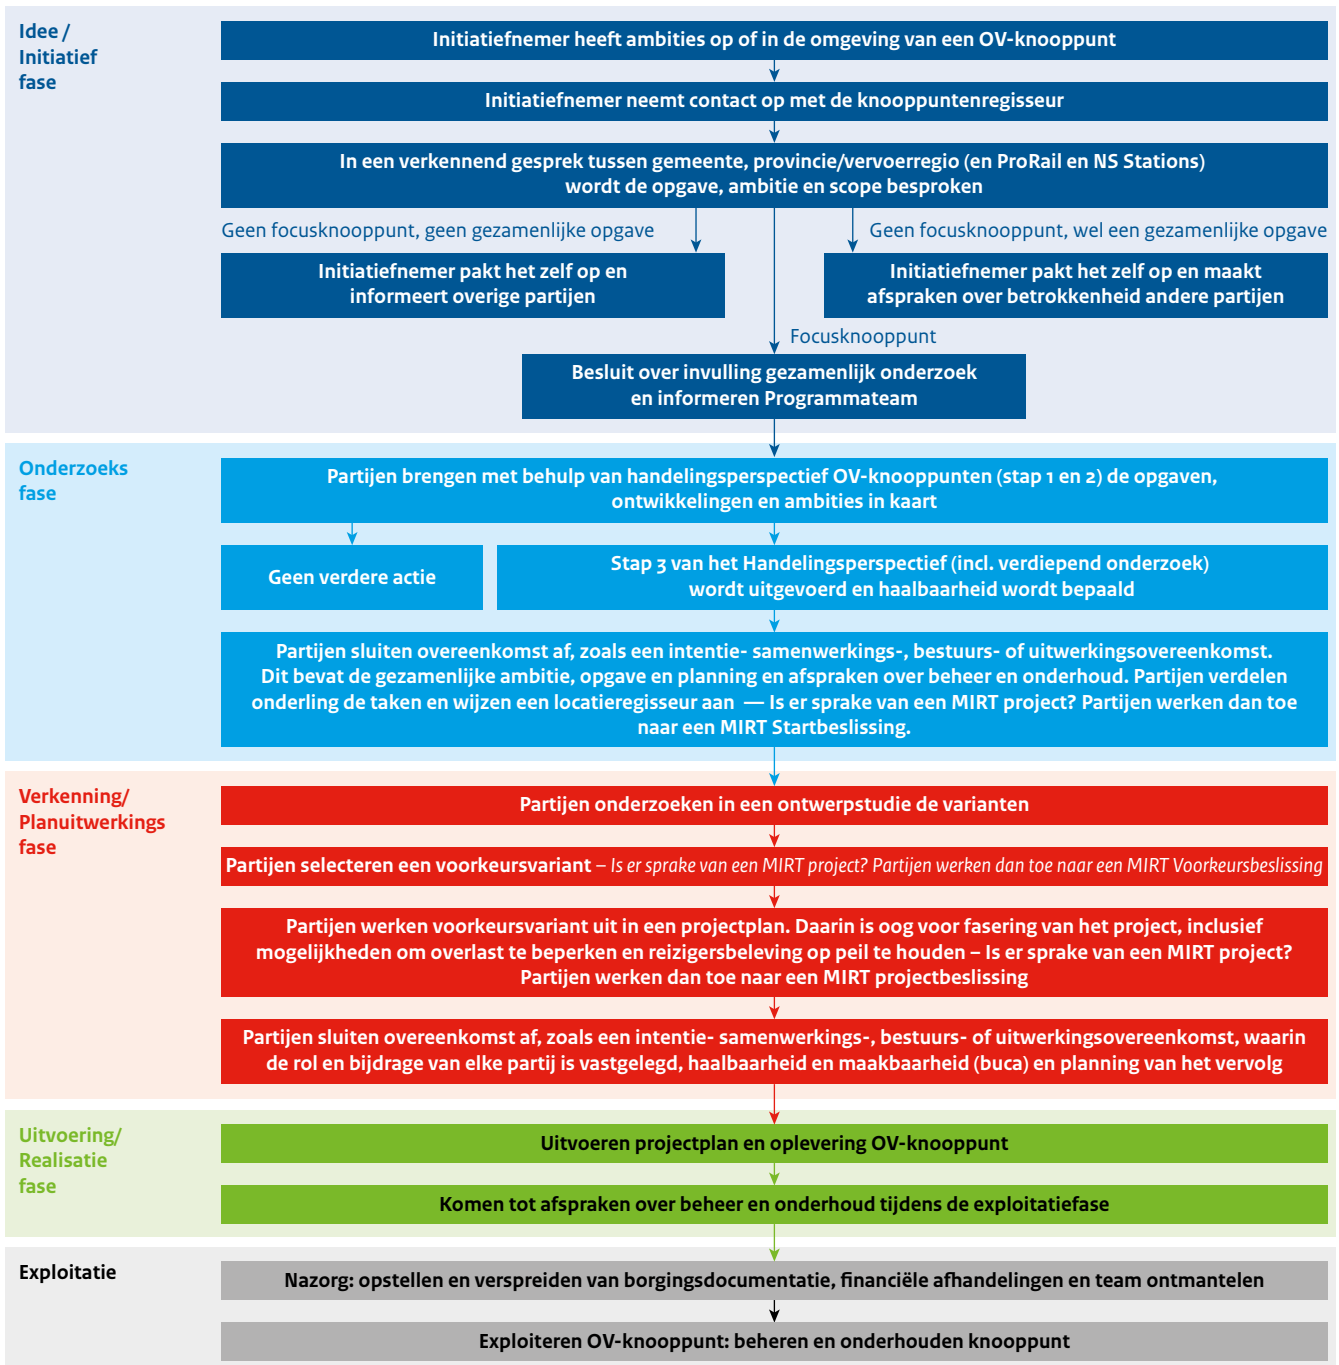 Idee /
Initiatief
fase
Initiatiefnemer heeft ambities op of in de omgeving van een OV-knooppunt
Initiatiefnemer neemt contact op met de knooppuntenregisseur
In een verkennend gesprek tussen gemeente, provincie/vervoerregio (en ProRail en NS Stations)
wordt de opgave, ambitie en scope besproken
Geen focusknooppunt, geen gezamenlijke opgave
Geen focusknooppunt, wel een gezamenlijke opgave
Initiatiefnemer pakt het zelf op en
informeert overige partijen
Initiatiefnemer pakt het zelf op en maakt
afspraken over betrokkenheid andere partijen
Focusknooppunt
Besluit over invulling gezamenlijk onderzoek
en informeren Programmateam
Onderzoeks
fase
Partijen brengen met behulp van handelingsperspectief OV-knooppunten (stap 1 en 2) de opgaven,
ontwikkelingen en ambities in kaart
Geen verdere actie
Stap 3 van het Handelingsperspectief (incl. verdiepend onderzoek)
wordt uitgevoerd en haalbaarheid wordt bepaald
Partijen sluiten overeenkomst af, zoals een intentie- samenwerkings-, bestuurs- of uitwerkingsovereenkomst.
Dit bevat de gezamenlijke ambitie, opgave en planning en afspraken over beheer en onderhoud. Partijen verdelen
onderling de taken en wijzen een locatieregisseur aan — Is er sprake van een MIRT project? Partijen werken dan toe
naar een MIRT Startbeslissing.
Verkenning/
Planuitwerkings
fase
Partijen onderzoeken in een ontwerpstudie de varianten
Partijen selecteren een voorkeursvariant – Is er sprake van een MIRT project? Partijen werken dan toe naar een MIRT Voorkeursbeslissing
Partijen werken voorkeursvariant uit in een projectplan. Daarin is oog voor fasering van het project, inclusief
mogelijkheden om overlast te beperken en reizigersbeleving op peil te houden – Is er sprake van een MIRT project?
Partijen werken dan toe naar een MIRT projectbeslissing
Partijen sluiten overeenkomst af, zoals een intentie- samenwerkings-, bestuurs- of uitwerkingsovereenkomst, waarin
de rol en bijdrage van elke partij is vastgelegd, haalbaarheid en maakbaarheid (buca) en planning van het vervolg
Uitvoering/
Realisatie
fase
Uitvoeren projectplan en oplevering OV-knooppunt
Komen tot afspraken over beheer en onderhoud tijdens de exploitatiefase
Exploitatie
Nazorg: opstellen en verspreiden van borgingsdocumentatie, financiële afhandelingen en team ontmantelen
Exploiteren OV-knooppunt: beheren en onderhouden knooppunt